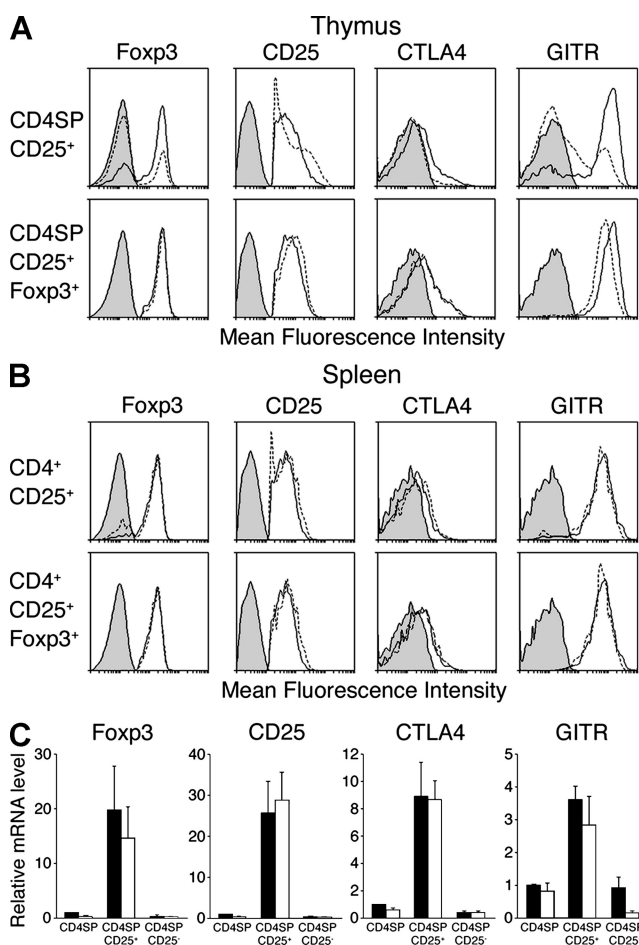 A
Thymus
Foxp3 CD25 CTLA4 GITR
CD4SP
CD25⁺
CD4SP
CD25⁺
Foxp3⁺
Mean Fluorescence Intensity
B
Spleen
Foxp3 CD25 CTLA4 GITR
CD4⁺
CD25⁺
CD4⁺
CD25⁺
Foxp3⁺
Mean Fluorescence Intensity
C
Foxp3 CD25 CTLA4 GITR
Relative mRNA level
30
20
10
0
CD4SP CD4SP CD4SP
CD25⁺ CD25⁻
40
30
20
10
0
CD4SP CD4SP CD4SP
CD25⁺ CD25⁻
12
10
8
6
4
2
0
CD4SP CD4SP CD4SP
CD25⁺ CD25⁻
5
4
3
2
1
0
CD4SP CD4SP CD4SP
CD25⁺ CD25